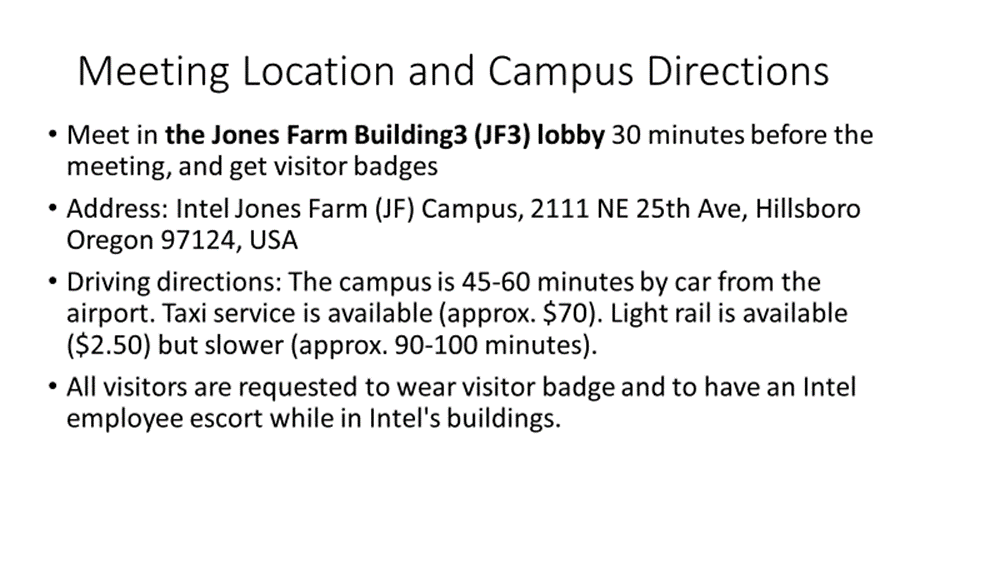 Meeting Location and Campus Directions
• Meet in the Jones Farm Building3 (JF3) lobby 30 minutes before the
meeting, and get visitor badges
• Address: Intel Jones Farm (JF) Campus, 2111 NE 25th Ave, Hillsboro
Oregon 97124, USA
• Driving directions: The campus is 45-60 minutes by car from the
airport. Taxi service is available (approx. $70). Light rail is available
($2.50) but slower (approx. 90-100 minutes).
• All visitors are requested to wear visitor badge and to have an Intel
employee escort while in Intel's buildings.